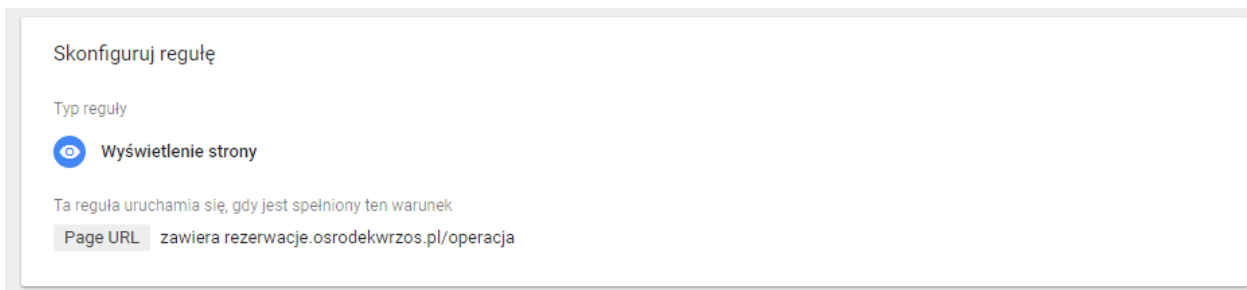 Skonfiguruj regułę
Typ reguły
Wyświetlenie strony
Ta reguła uruchamia się, gdy jest spełniony ten warunek
Page URL zawiera rezerwacje.osrodekwrzos.pl/operacja